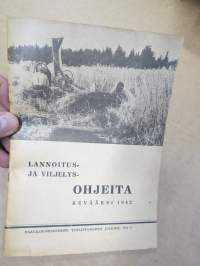 LANNOITUS-
JA VILJELYS-
OHJEITA
KEVÄÄKSI 1942